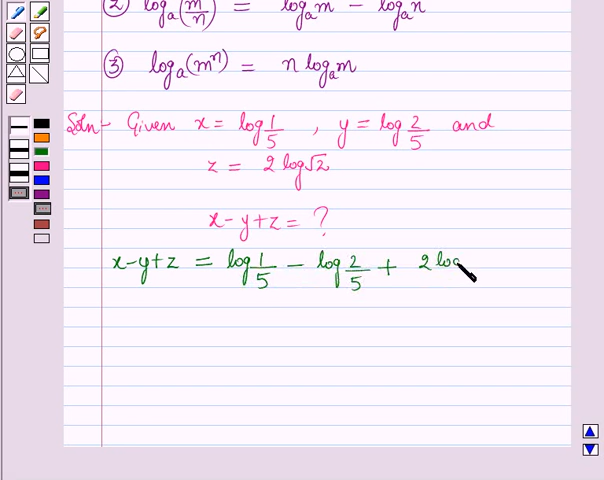 ② logₐ(m/n) = logₐm − logₐn
③ logₐ(mⁿ) = n logₐm
Soln:- Given x = log 1/5 , y = log 2/5 and
z = 2 log√2
x−y+z = ?
x−y+z = log 1/5 − log 2/5 + 2 log